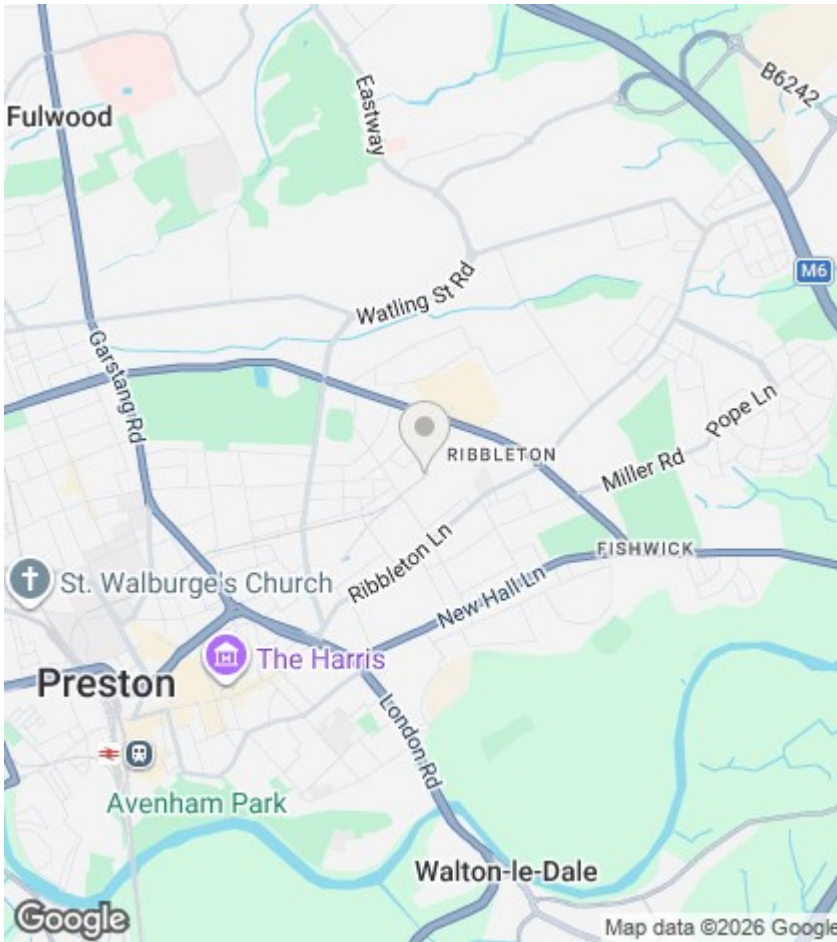 Fulwood
Eastway
B6242
M6
Watling St Rd
Garstang Rd
Pope Ln
RIBBLETON
Miller Rd
FISHWICK
St. Walburge's Church
Ribbleton Ln
New Hall Ln
The Harris
Preston
London Rd
Avenham Park
Walton-le-Dale
Google
Map data ©2026 Google